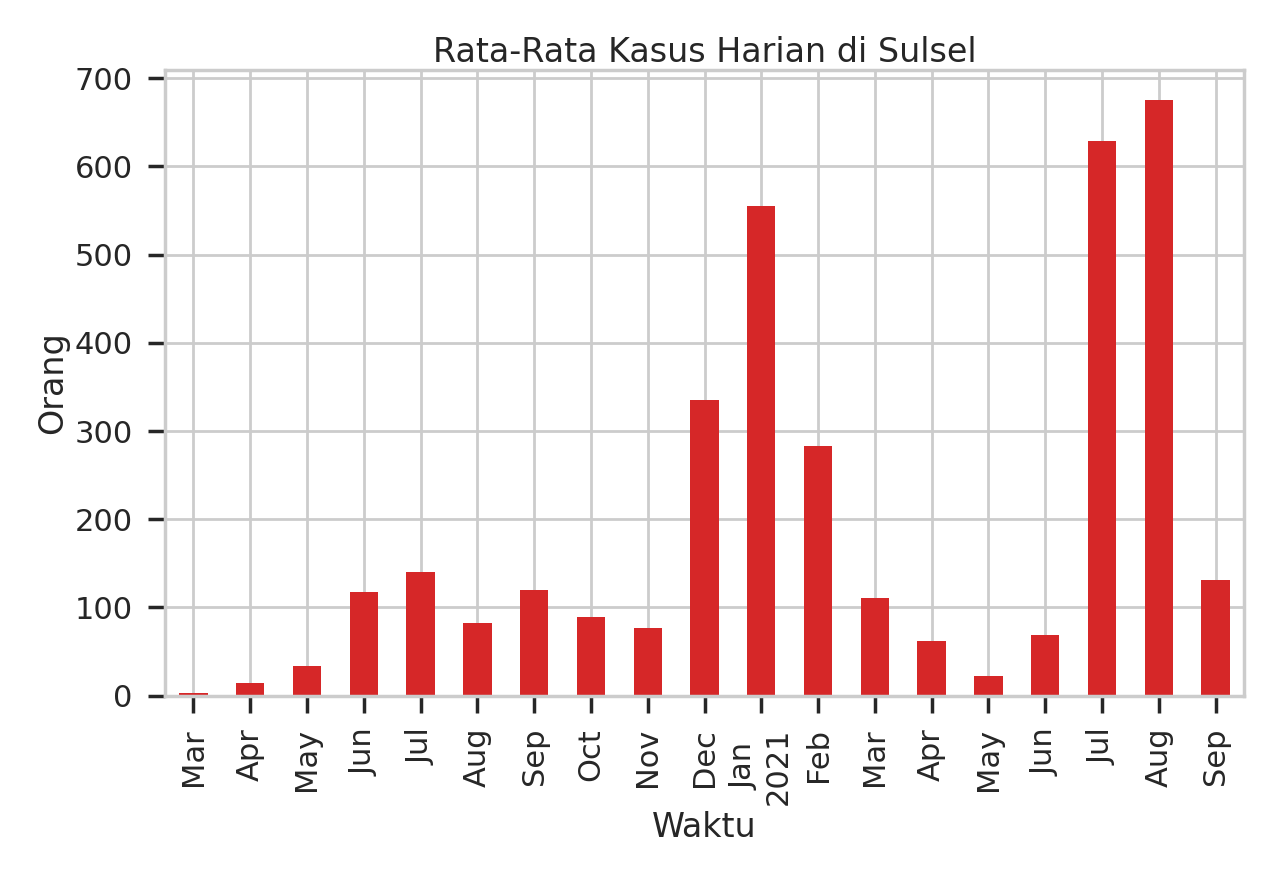 Rata-Rata Kasus Harian di Sulsel
700
600
500
400
300
200
100
0
Orang
Mar
Apr
May
Jun
Jul
Aug
Sep
Oct
Nov
Dec
Jan
2021
Feb
Mar
Apr
May
Jun
Jul
Aug
Sep
Waktu